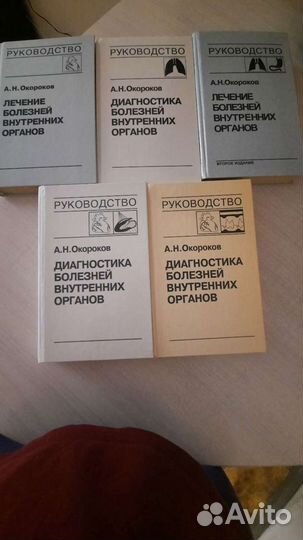 РУКОВОДСТВО
А.Н.Окороков
ЛЕЧЕНИЕ
БОЛЕЗНЕЙ
ВНУТРЕННИХ
ОРГАНОВ
РУКОВОДСТВО
А.Н.Окороков
ДИАГНОСТИКА
БОЛЕЗНЕЙ
ВНУТРЕННИХ
ОРГАНОВ
РУКОВОДСТВО
А.Н.Окороков
ЛЕЧЕНИЕ
БОЛЕЗНЕЙ
ВНУТРЕННИХ
ОРГАНОВ
ВТОРОЕ ИЗДАНИЕ
РУКОВОДСТВО
А.Н.Окороков
ДИАГНОСТИКА
БОЛЕЗНЕЙ
ВНУТРЕННИХ
ОРГАНОВ
РУКОВОДСТВО
А.Н.Окороков
ДИАГНОСТИКА
БОЛЕЗНЕЙ
ВНУТРЕННИХ
ОРГАНОВ
Avito